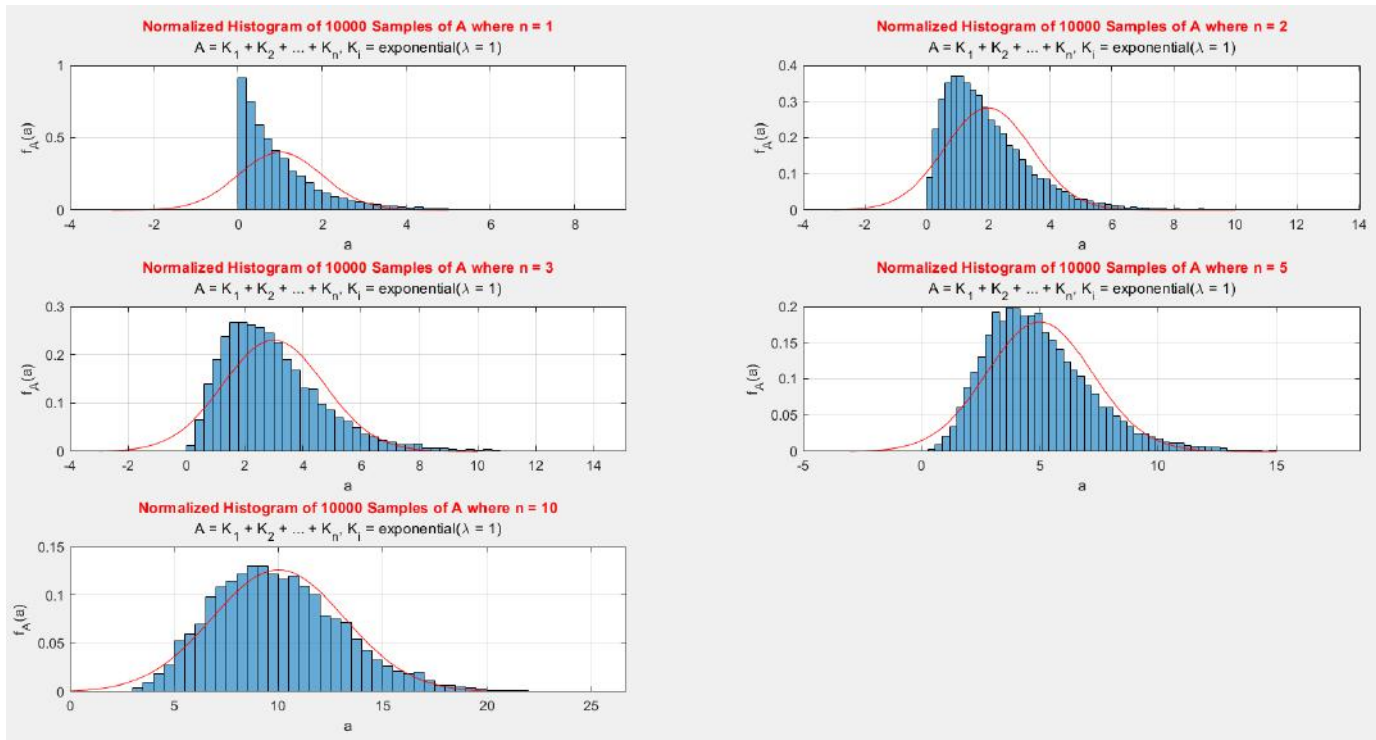 Normalized Histogram of 10000 Samples of A where n = 1
A = K₁ + K₂ + ... + Kₙ, Kᵢ = exponential(λ = 1)
1
0.5
0
f_A(a)
-4 -2 0 2 4 6 8
a
Normalized Histogram of 10000 Samples of A where n = 2
A = K₁ + K₂ + ... + Kₙ, Kᵢ = exponential(λ = 1)
0.4
0.3
0.2
0.1
0
f_A(a)
-4 -2 0 2 4 6 8 10 12 14
a
Normalized Histogram of 10000 Samples of A where n = 3
A = K₁ + K₂ + ... + Kₙ, Kᵢ = exponential(λ = 1)
0.3
0.2
0.1
0
f_A(a)
-4 -2 0 2 4 6 8 10 12 14
a
Normalized Histogram of 10000 Samples of A where n = 5
A = K₁ + K₂ + ... + Kₙ, Kᵢ = exponential(λ = 1)
0.2
0.15
0.1
0.05
0
f_A(a)
-5 0 5 10 15
a
Normalized Histogram of 10000 Samples of A where n = 10
A = K₁ + K₂ + ... + Kₙ, Kᵢ = exponential(λ = 1)
0.15
0.1
0.05
0
f_A(a)
0 5 10 15 20 25
a